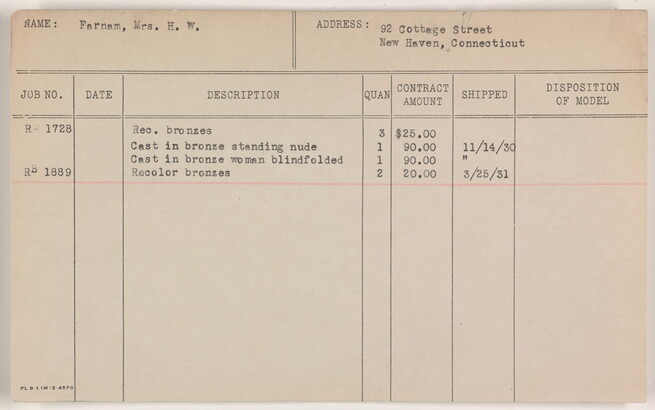 NAME: Farnam, Mrs. H. W. ADDRESS: 92 Cottage Street
New Haven, Connecticut
JOB NO. DATE DESCRIPTION QUAN CONTRACT AMOUNT SHIPPED DISPOSITION OF MODEL
RB 1728 Rec. bronzes 3 $25.00
Cast in bronze standing nude 1 90.00 11/14/30
Cast in bronze woman blindfolded 1 90.00 "
RB 1889 Recolor bronzes 2 20.00 3/25/31